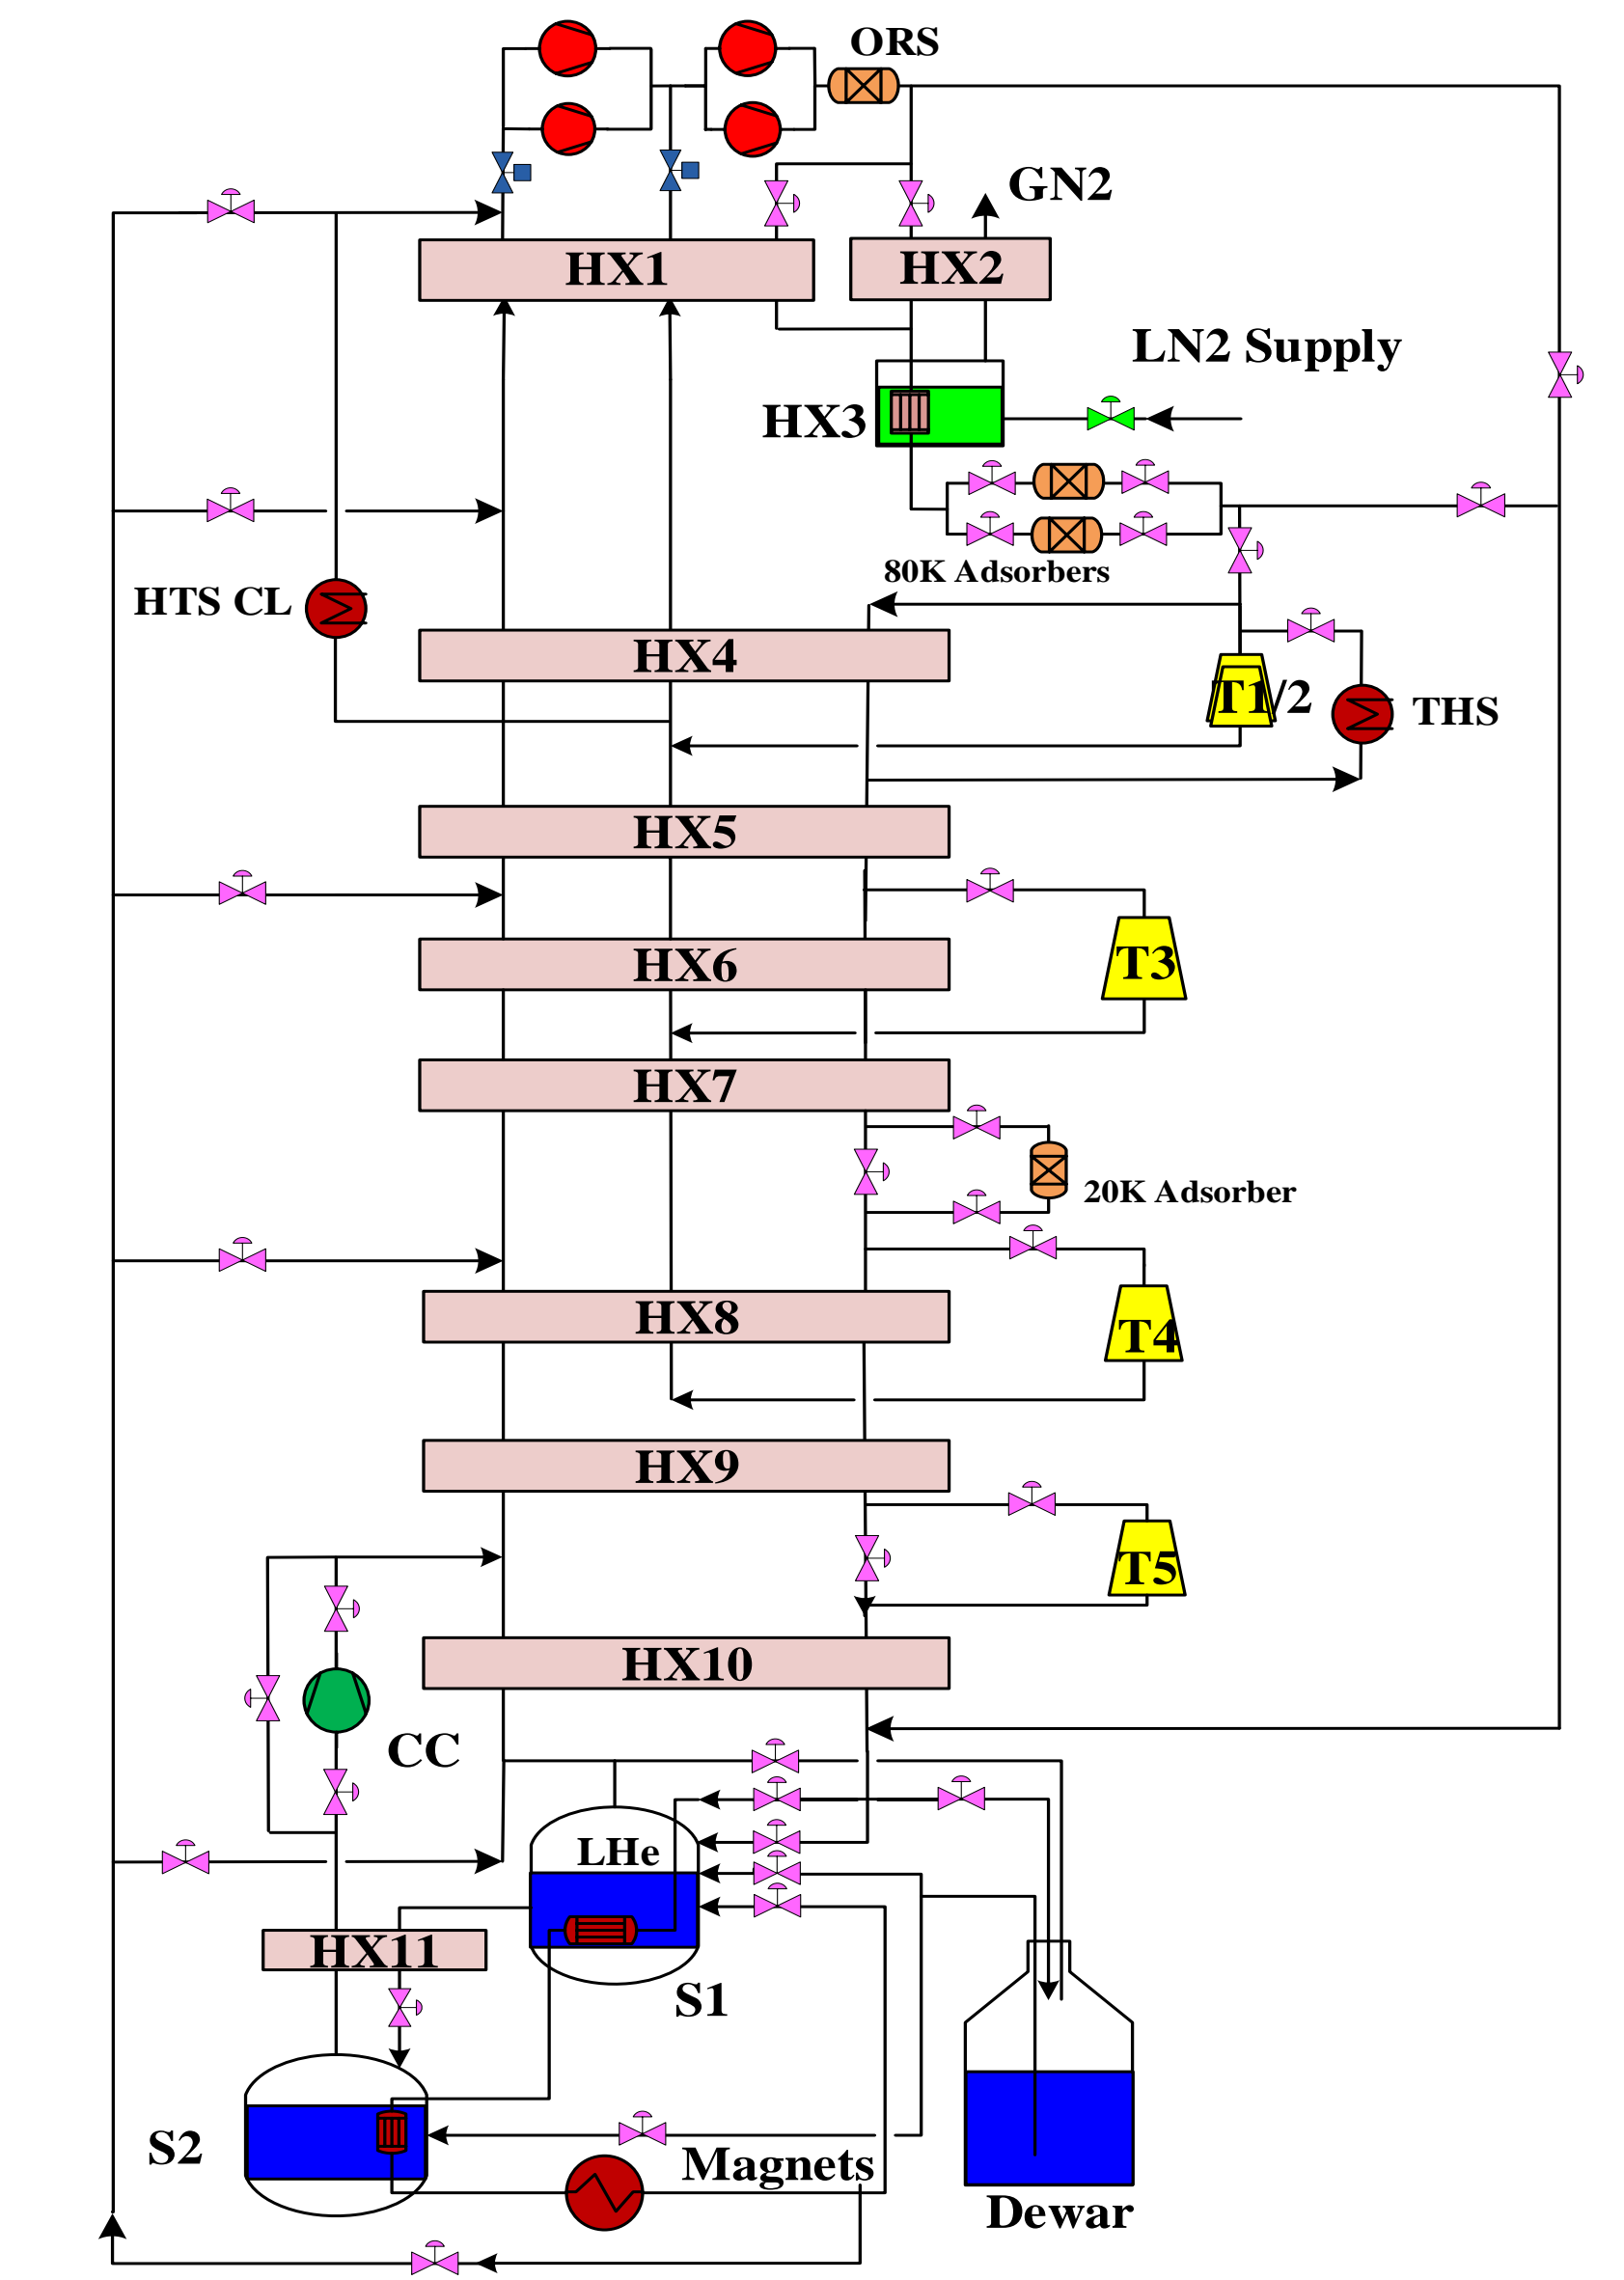 ORS
GN2
HX1
HX2
LN2 Supply
HX3
80K Adsorbers
HTS CL
HX4
T1/2
THS
HX5
HX6
T3
HX7
20K Adsorber
HX8
T4
HX9
T5
HX10
CC
LHe
HX11
S1
S2
Magnets
Dewar